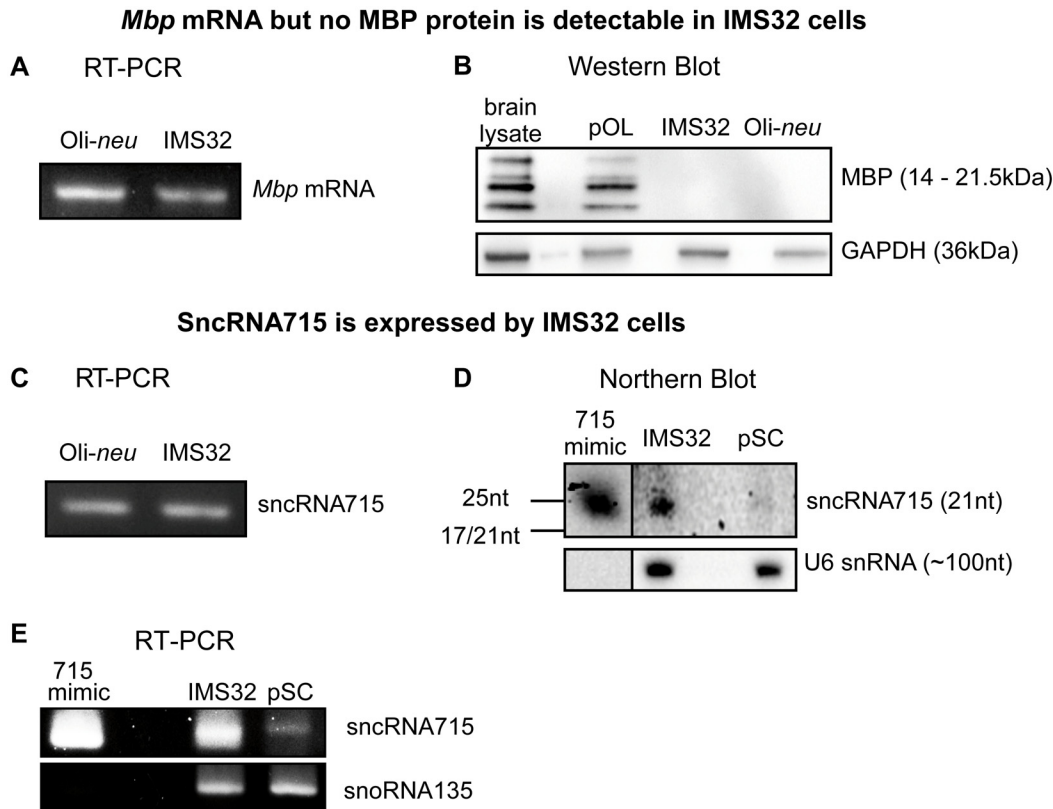 Mbp mRNA but no MBP protein is detectable in IMS32 cells
A
RT-PCR
Oli-neu IMS32
Mbp mRNA
B
Western Blot
brain
lysate pOL IMS32 Oli-neu
MBP (14 - 21.5kDa)
GAPDH (36kDa)
SncRNA715 is expressed by IMS32 cells
C
RT-PCR
Oli-neu IMS32
sncRNA715
D
Northern Blot
715
mimic IMS32 pSC
25nt
17/21nt
sncRNA715 (21nt)
U6 snRNA (~100nt)
E
RT-PCR
715
mimic IMS32 pSC
sncRNA715
snoRNA135